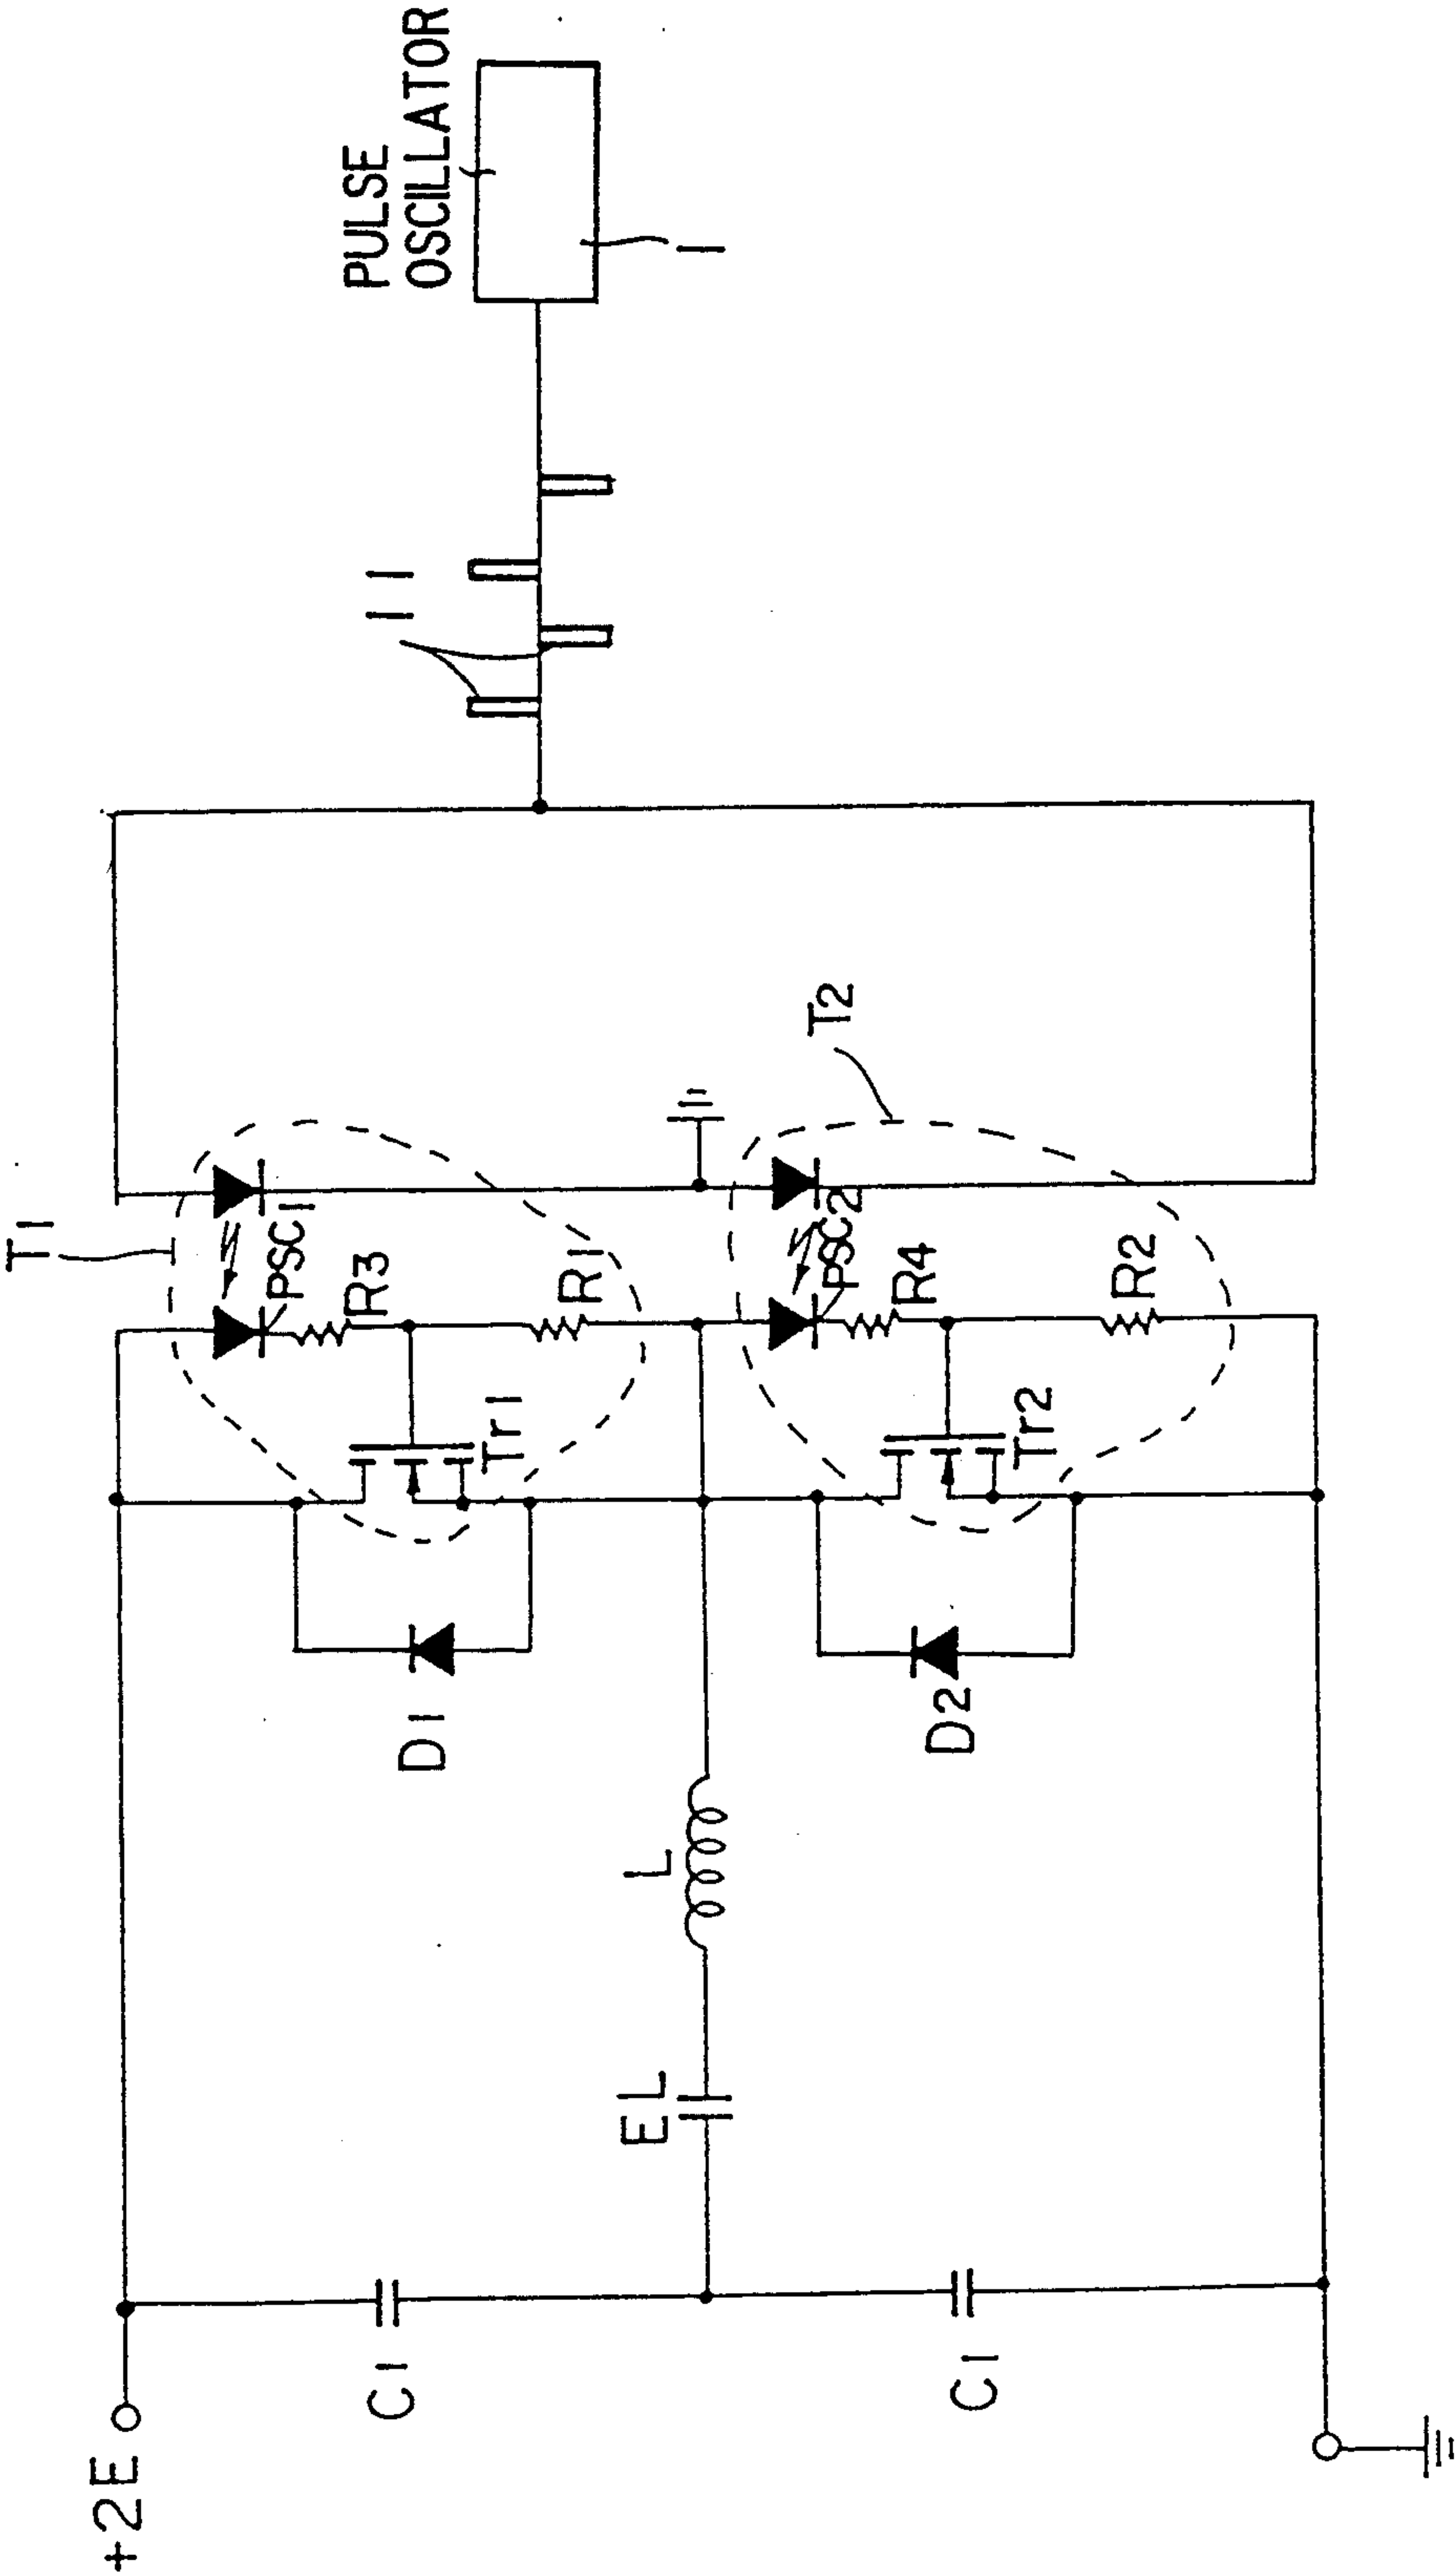 PULSE
OSCILLATOR
1
11
T1
T2
PSC1
R3
R1
PSC2
R4
R2
Tr1
Tr2
D1
D2
L
EL
C1
C1
+2E